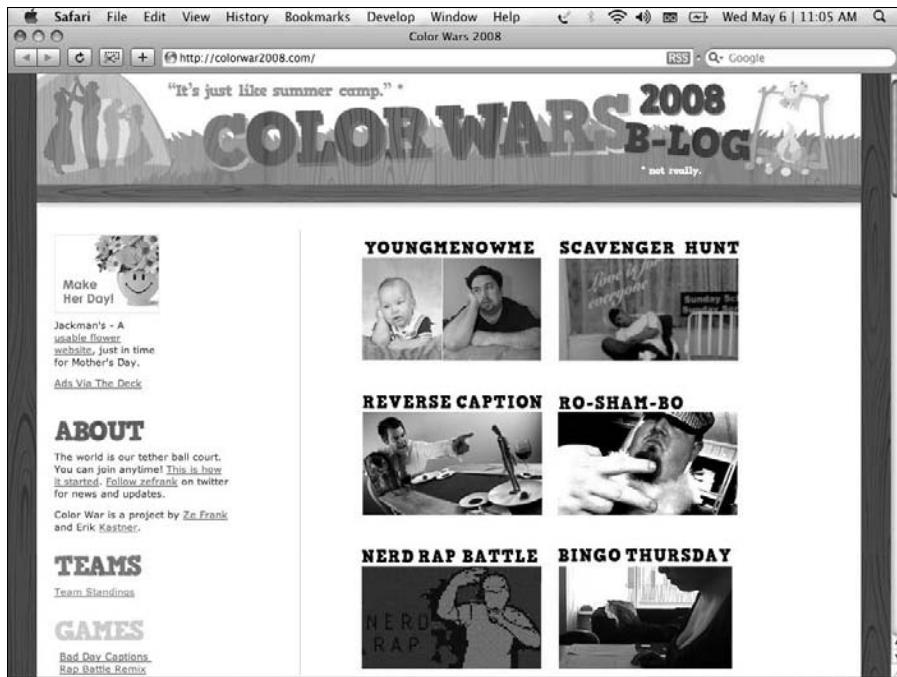 Safari File Edit View History Bookmarks Develop Window Help Wed May 6 | 11:05 AM
Color Wars 2008
http://colorwar2008.com/ RSS Google
"It's just like summer camp." *
COLOR WARS 2008
B-LOG
* not really.
Make
Her Day!
Jackman's - A
usable flower
website, just in time
for Mother's Day.
Ads Via The Deck
ABOUT
The world is our tether ball court.
You can join anytime! This is how
it started. Follow zefrank on twitter
for news and updates.
Color War is a project by Ze Frank
and Erik Kastner.
TEAMS
Team Standings
GAMES
Bad Day Captions
Rap Battle Remix
YOUNGMENOWME SCAVENGER HUNT
Love is for
everyone
Sunday
REVERSE CAPTION RO-SHAM-BO
NERD RAP BATTLE BINGO THURSDAY
NERD
RAP